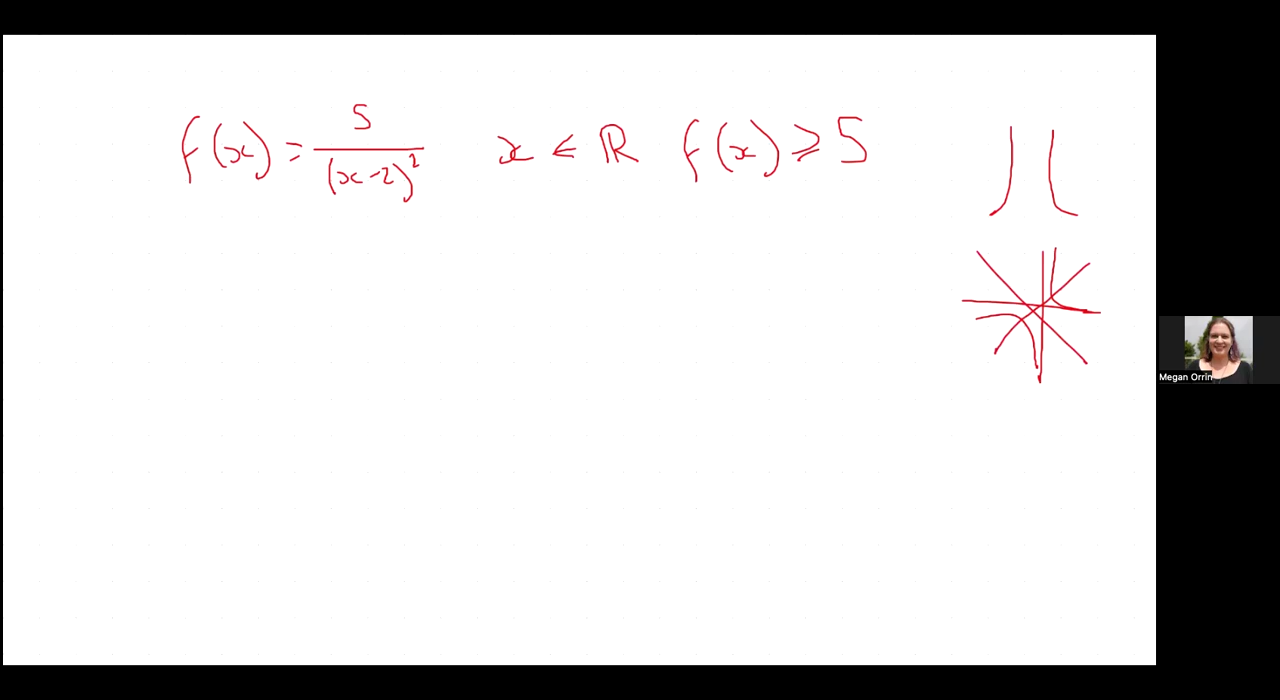 f(x) = 5/(x-2)² x ∈ ℝ f(x) ⩾ 5
Megan Orrin